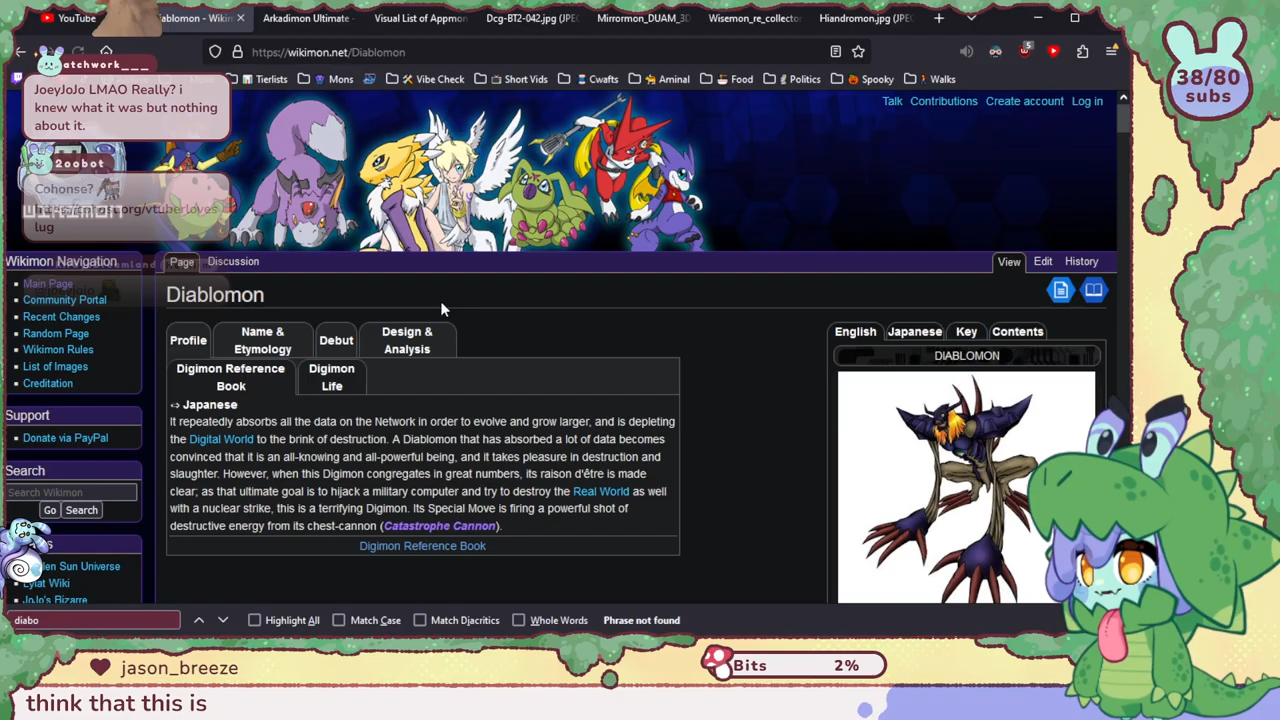 YouTube
Diablomon - Wikim
Arkadimon Ultimate -
Visual List of Appmon
Dcg-BT2-042.jpg (JPE
Mirrormon_DUAM_3D
Wisemon_re_collector
Hiandromon.jpg (JPEG
https://wikimon.net/Diablomon
5
Tierlists
Mons
Vibe Check
Short Vids
Cwafts
Aminal
Food
Politics
Spooky
Walks
atchwork___
JoeyJoJo LMAO Really? i
knew what it was but nothing
about it.
2oobot
Cohonse?
lug
38/80
subs
Talk
Contributions
Create account
Log in
Wikimon Navigation
Main Page
Community Portal
Recent Changes
Random Page
Wikimon Rules
List of Images
Creditation
Support
Donate via PayPal
Search
Search Wikimon
Go
Search
en Sun Universe
Lylat Wiki
JoJo's Bizarre
Page
Discussion
View
Edit
History
Diablomon
Profile
Name &
Etymology
Debut
Design &
Analysis
Digimon Reference
Book
Digimon
Life
⇨ Japanese
It repeatedly absorbs all the data on the Network in order to evolve and grow larger, and is depleting
the Digital World to the brink of destruction. A Diablomon that has absorbed a lot of data becomes
convinced that it is an all-knowing and all-powerful being, and it takes pleasure in destruction and
slaughter. However, when this Digimon congregates in great numbers, its raison d'être is made
clear; as that ultimate goal is to hijack a military computer and try to destroy the Real World as well
with a nuclear strike, this is a terrifying Digimon. Its Special Move is firing a powerful shot of
destructive energy from its chest-cannon (Catastrophe Cannon).
Digimon Reference Book
English
Japanese
Key
Contents
DIABLOMON
diabo
Highlight All
Match Case
Match Diacritics
Whole Words
Phrase not found
jason_breeze
Bits
2%
think that this is